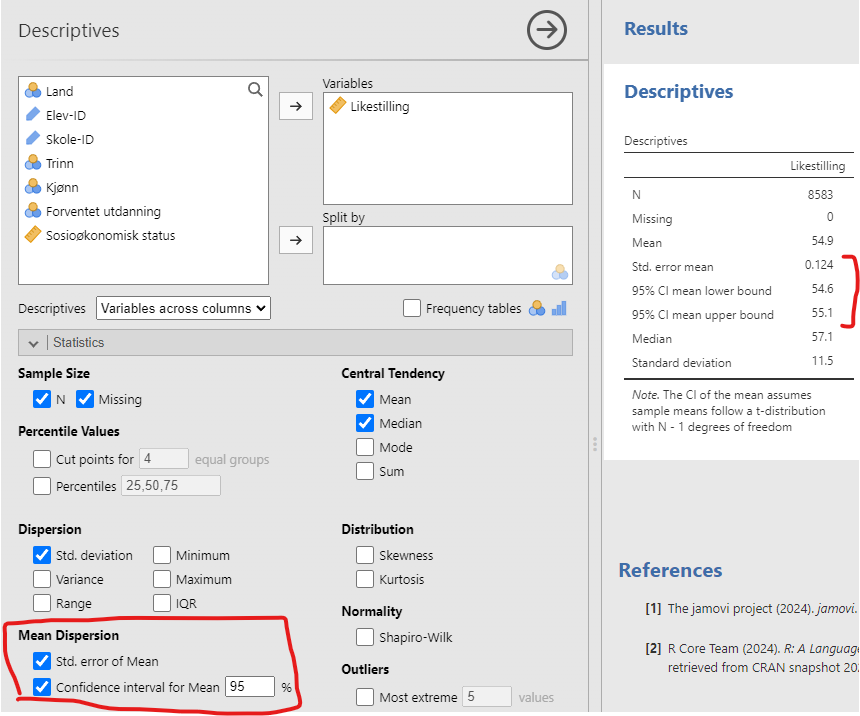 Descriptives
Land
Elev-ID
Skole-ID
Trinn
Kjønn
Forventet utdanning
Sosioøkonomisk status
Variables
Likestilling
Split by
Descriptives Variables across columns
Frequency tables
Statistics
Sample Size
N Missing
Percentile Values
Cut points for 4 equal groups
Percentiles 25,50,75
Central Tendency
Mean
Median
Mode
Sum
Dispersion
Std. deviation Minimum
Variance Maximum
Range IQR
Distribution
Skewness
Kurtosis
Mean Dispersion
Std. error of Mean
Confidence interval for Mean 95 %
Normality
Shapiro-Wilk
Outliers
Most extreme 5 values
Results
Descriptives
Descriptives
Likestilling
N 8583
Missing 0
Mean 54.9
Std. error mean 0.124
95% CI mean lower bound 54.6
95% CI mean upper bound 55.1
Median 57.1
Standard deviation 11.5
Note. The CI of the mean assumes
sample means follow a t-distribution
with N - 1 degrees of freedom
References
[1] The jamovi project (2024). jamovi.
[2] R Core Team (2024). R: A Language
retrieved from CRAN snapshot 202